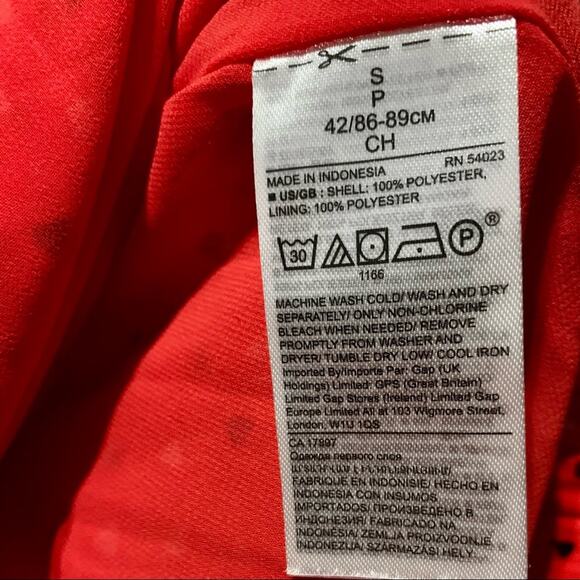 S
P
42/86-89CM
CH
MADE IN INDONESIA RN 54023
■ US/GB : SHELL: 100% POLYESTER,
LINING: 100% POLYESTER
30 P ®
1166
MACHINE WASH COLD/ WASH AND DRY
SEPARATELY/ ONLY NON-CHLORINE
BLEACH WHEN NEEDED/ REMOVE
PROMPTLY FROM WASHER AND
DRYER/ TUMBLE DRY LOW/ COOL IRON
Imported By/Importe Par: Gap (UK
Holdings) Limited: GPS (Great Britain)
Limited Gap Stores (Ireland) Limited Gap
Europe Limited All at 103 Wigmore Street,
London, W1U 1QS
CA 17897
Одежда первого слоя
FABRIQUE EN INDONISIE/ HECHO EN
INDONESIA CON INSUMOS
IMPORTADOS/ ПРОИЗВЕДЕНО В
ИНДОНЕЗИЯ/ FABRICADO NA
INDONÉSIA/ ZEMLJA PROIZVODNJE
INDONEZIJA/ SZÁRMAZÁSI HELY